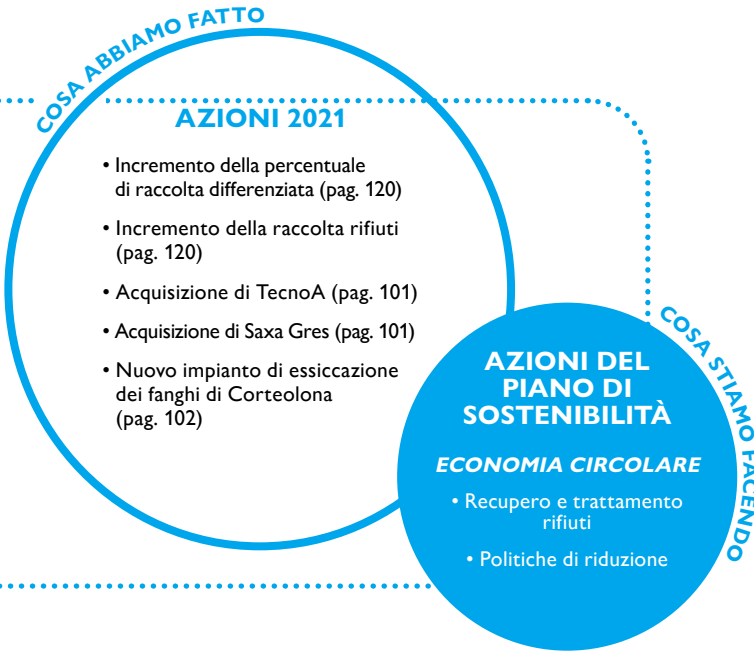 COSA ABBIAMO FATTO
AZIONI 2021
• Incremento della percentuale
di raccolta differenziata (pag. 120)
• Incremento della raccolta rifiuti
(pag. 120)
• Acquisizione di TecnoA (pag. 101)
• Acquisizione di Saxa Gres (pag. 101)
• Nuovo impianto di essiccazione
dei fanghi di Corteolona
(pag. 102)
COSA STIAMO FACENDO
AZIONI DEL
PIANO DI
SOSTENIBILITÀ
ECONOMIA CIRCOLARE
• Recupero e trattamento
rifiuti
• Politiche di riduzione